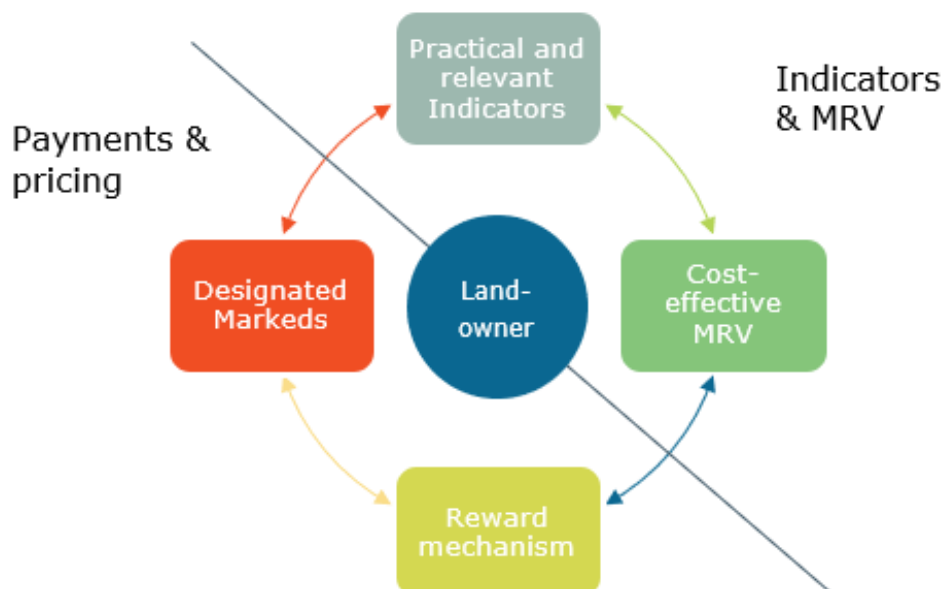 Practical and
relevant
Indicators
Indicators
& MRV
Payments &
pricing
Designated
Markeds
Land-
owner
Cost-
effective
MRV
Reward
mechanism